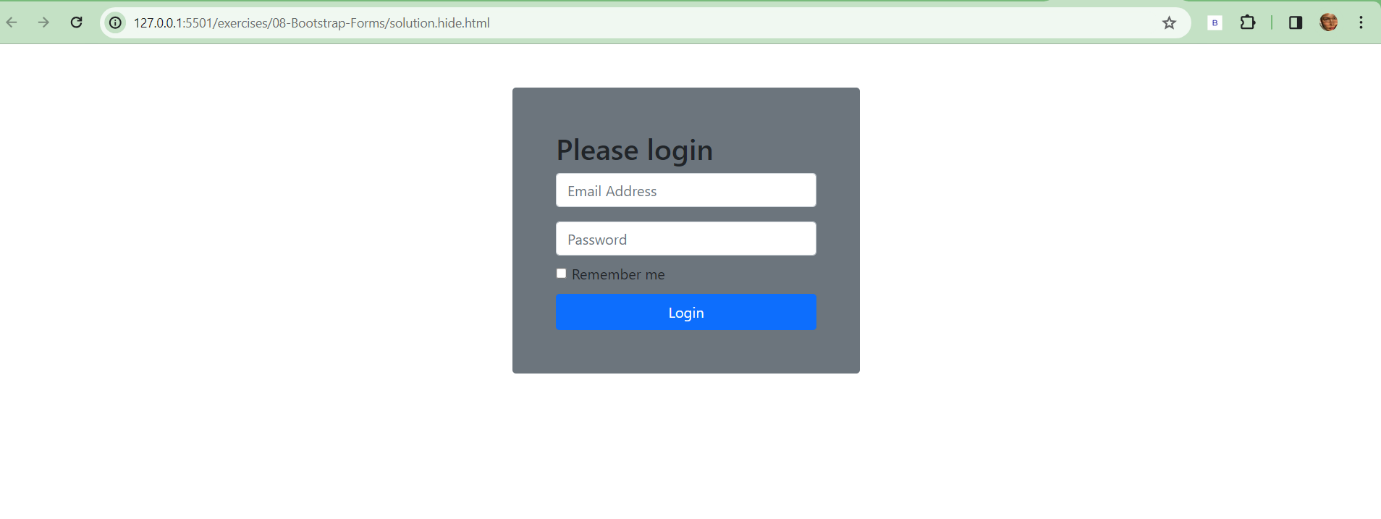 127.0.0.1:5501/exercises/08-Bootstrap-Forms/solution.hide.html
B
Please login
Email Address
Password
Remember me
Login